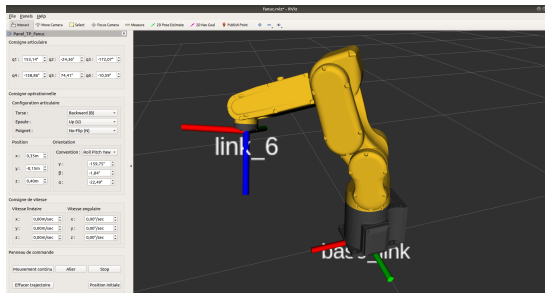 Fanuc.rviz* - RViz
File Panels Help
Interact Move Camera Select Focus Camera Measure 2D Pose Estimate 2D Nav Goal Publish Point
Panel_TP_Fanuc
Consigne articulaire
q1: 153,14° q2: -24,36° q3: -172,07°
q4: -158,86° q5: 74,41° q6: -10,59°
Consigne opérationnelle
Configuration articulaire
Torse : Backward (B)
Epaule : Up (U)
Poignet : No-Flip (N)
Position Orientation
Convention : Roll Pitch Yaw
x : 0,35m
y : -0,15m
z : 0,40m
γ : -159,75°
β : -1,84°
α : -22,49°
Consigne de vitesse
Vitesse linéaire Vitesse angulaire
x : 0,00m/sec x : 0,00°/sec
y : 0,00m/sec y : 0,00°/sec
z : 0,00m/sec z : 0,00°/sec
Panneau de commande
Mouvement continu Aller Stop
Effacer trajectoire Position initiale
link_6
base_link